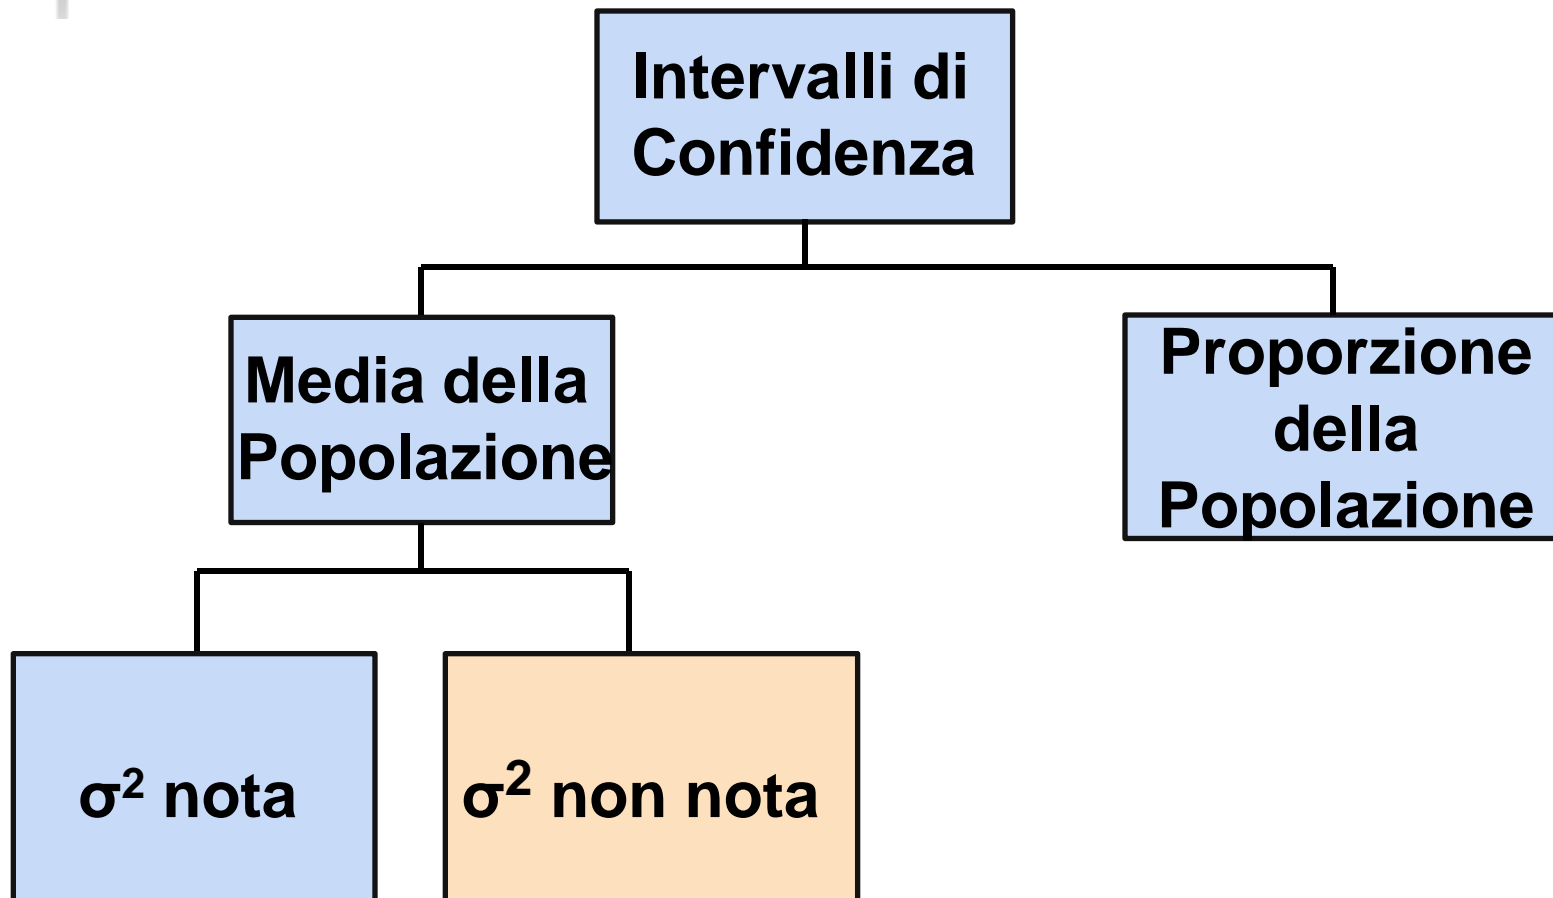 Intervalli di
Confidenza
Media della
Popolazione
Proporzione
della
Popolazione
σ² nota
σ² non nota